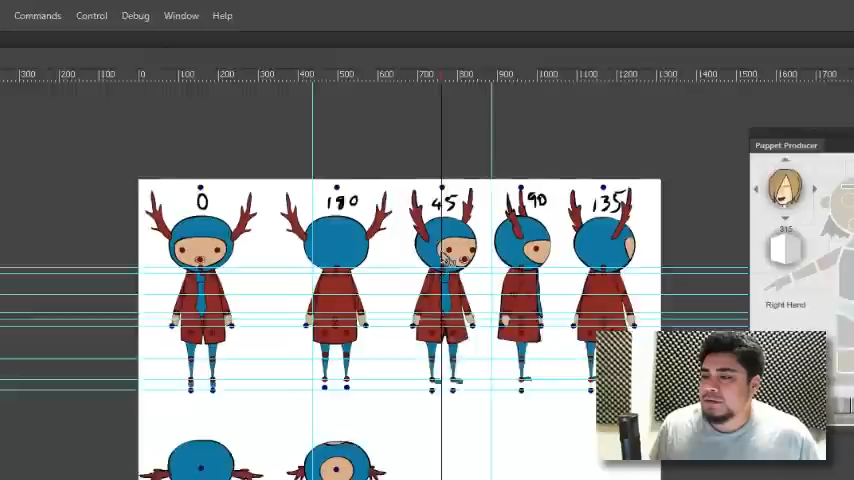 Commands Control Debug Window Help
300 200 100 0 100 200 300 400 500 600 700 800 900 1000 1100 1200 1300 1400 1500 1600 1700
Puppet Producer
0 180 45 90 135
315
Right Hand